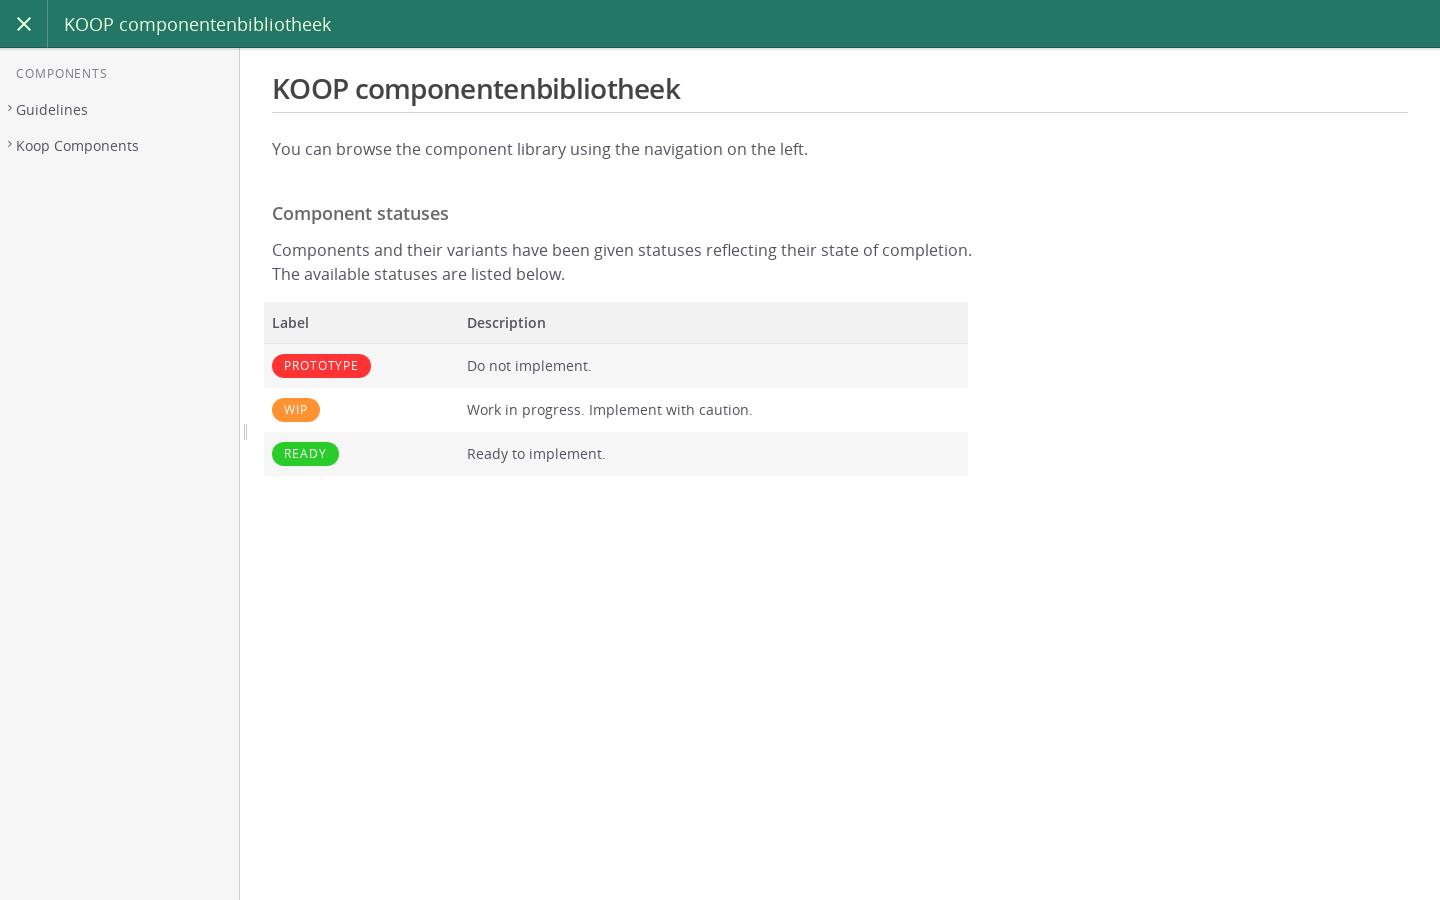 KOOP componentenbibliotheek
COMPONENTS
Guidelines
Koop Components
KOOP componentenbibliotheek
You can browse the component library using the navigation on the left.
Component statuses
Components and their variants have been given statuses reflecting their state of completion.
The available statuses are listed below.
Label Description
PROTOTYPE Do not implement.
WIP Work in progress. Implement with caution.
READY Ready to implement.